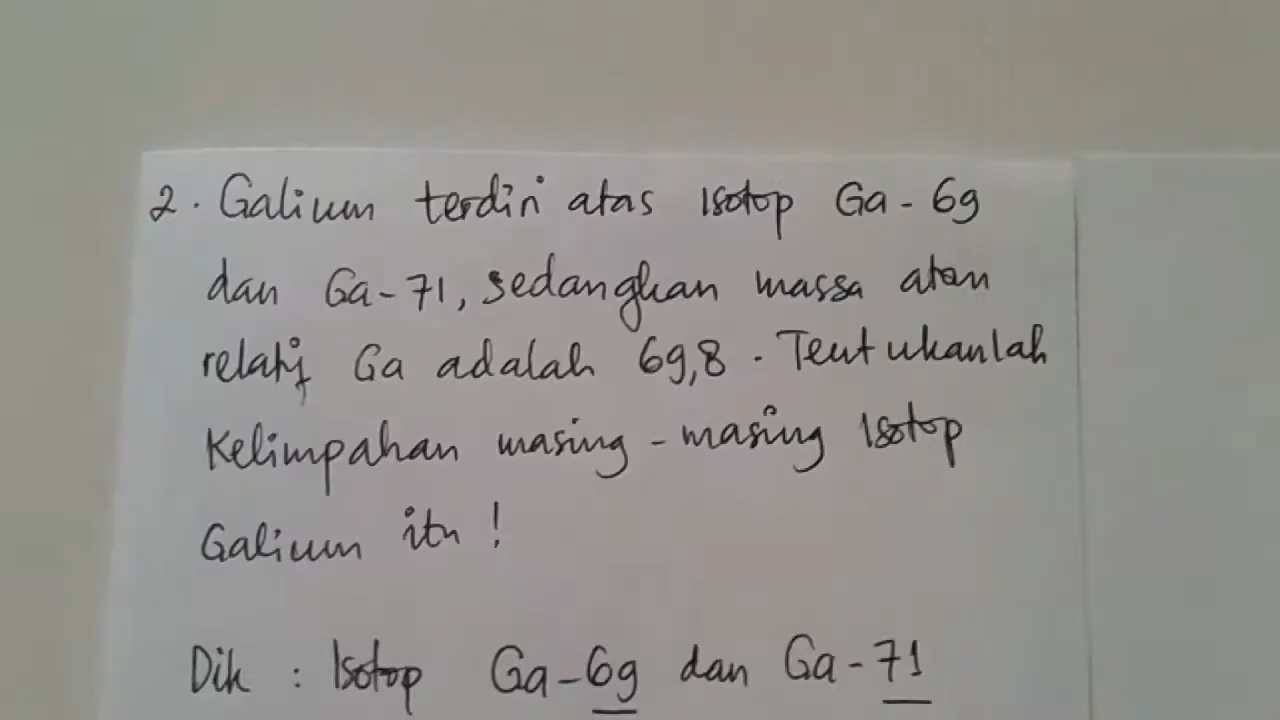 2. Galium terdiri atas Isotop Ga-69
dan Ga-71, sedangkan massa atom
relatif Ga adalah 69,8. Tentukanlah
Kelimpahan masing-masing Isotop
Galium itu!
Dik : Isotop Ga-69 dan Ga-71